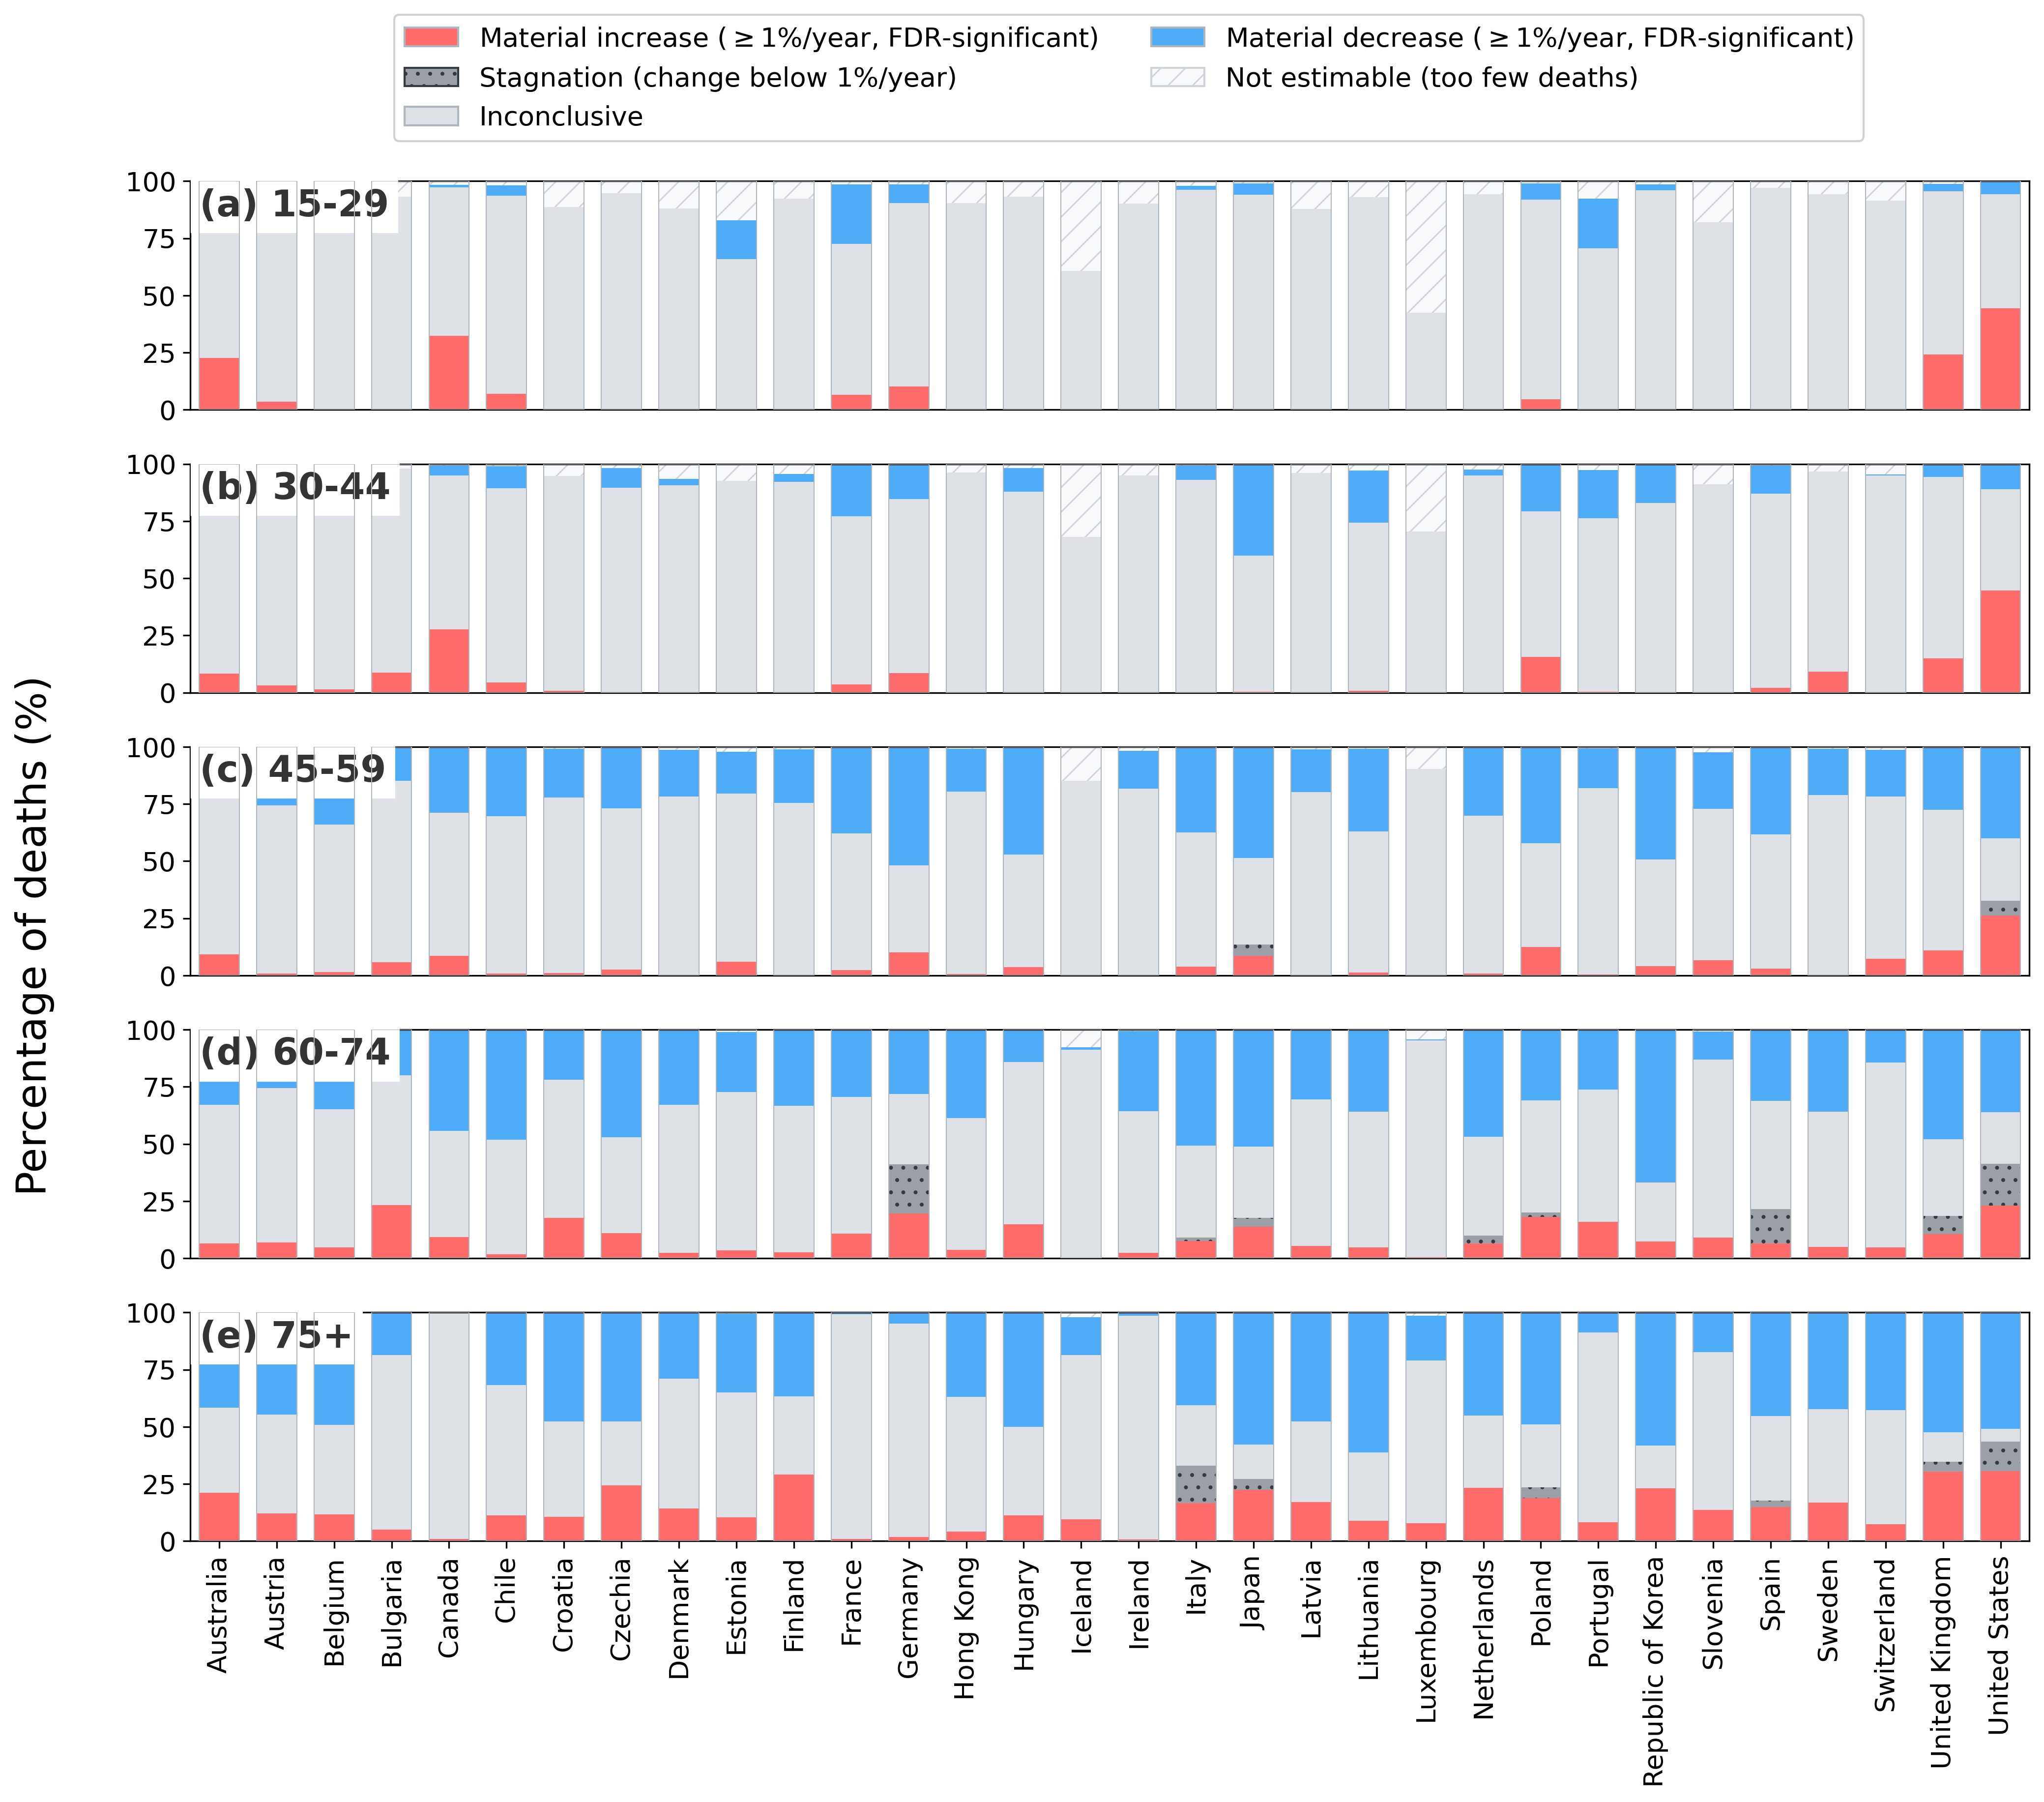 Material increase (≥1%/year, FDR-significant)
Material decrease (≥1%/year, FDR-significant)
Stagnation (change below 1%/year)
Not estimable (too few deaths)
Inconclusive
Percentage of deaths (%)
(a) 15-29
100
75
50
25
0
(b) 30-44
100
75
50
25
0
(c) 45-59
100
75
50
25
0
(d) 60-74
100
75
50
25
0
(e) 75+
100
75
50
25
0
Australia
Austria
Belgium
Bulgaria
Canada
Chile
Croatia
Czechia
Denmark
Estonia
Finland
France
Germany
Hong Kong
Hungary
Iceland
Ireland
Italy
Japan
Latvia
Lithuania
Luxembourg
Netherlands
Poland
Portugal
Republic of Korea
Slovenia
Spain
Sweden
Switzerland
United Kingdom
United States